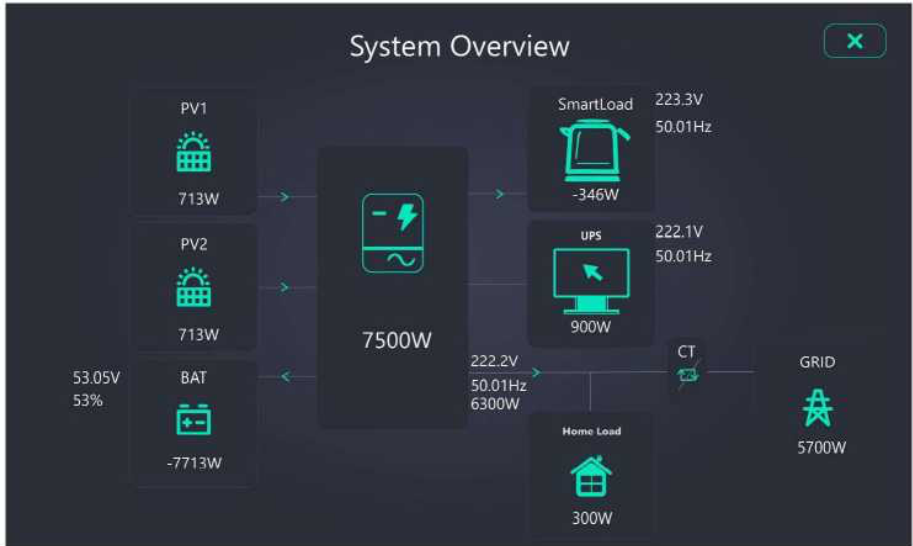 System Overview
PV1
713W
PV2
713W
53.05V
53%
BAT
-7713W
7500W
222.2V
50.01Hz
6300W
SmartLoad
-346W
223.3V
50.01Hz
UPS
900W
222.1V
50.01Hz
CT
Home Load
300W
GRID
5700W